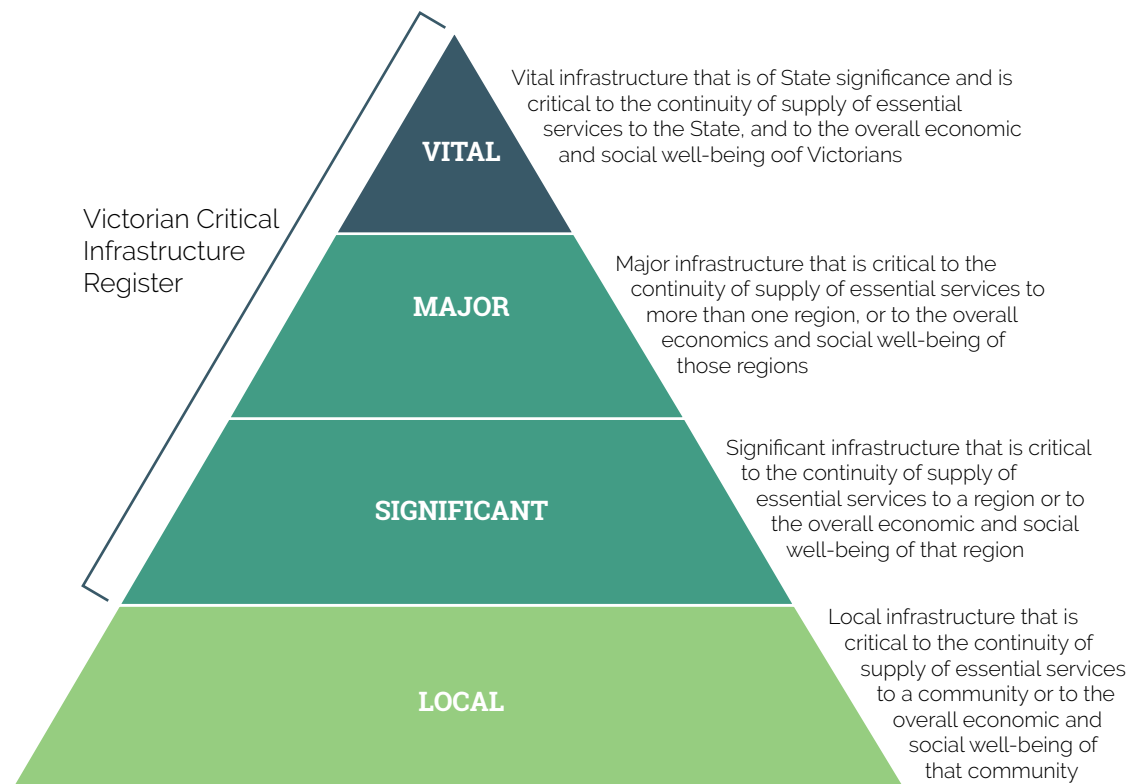 Vital infrastructure that is of State significance and is
critical to the continuity of supply of essential
services to the State, and to the overall economic
and social well-being oof Victorians
VITAL
Victorian Critical
Infrastructure
Register
Major infrastructure that is critical to the
continuity of supply of essential services to
more than one region, or to the overall
economics and social well-being of
those regions
MAJOR
Significant infrastructure that is critical
to the continuity of supply of
essential services to a region or to
the overall economic and social
well-being of that region
SIGNIFICANT
Local infrastructure that is
critical to the continuity of
supply of essential services
to a community or to the
overall economic and
social well-being of
that community
LOCAL